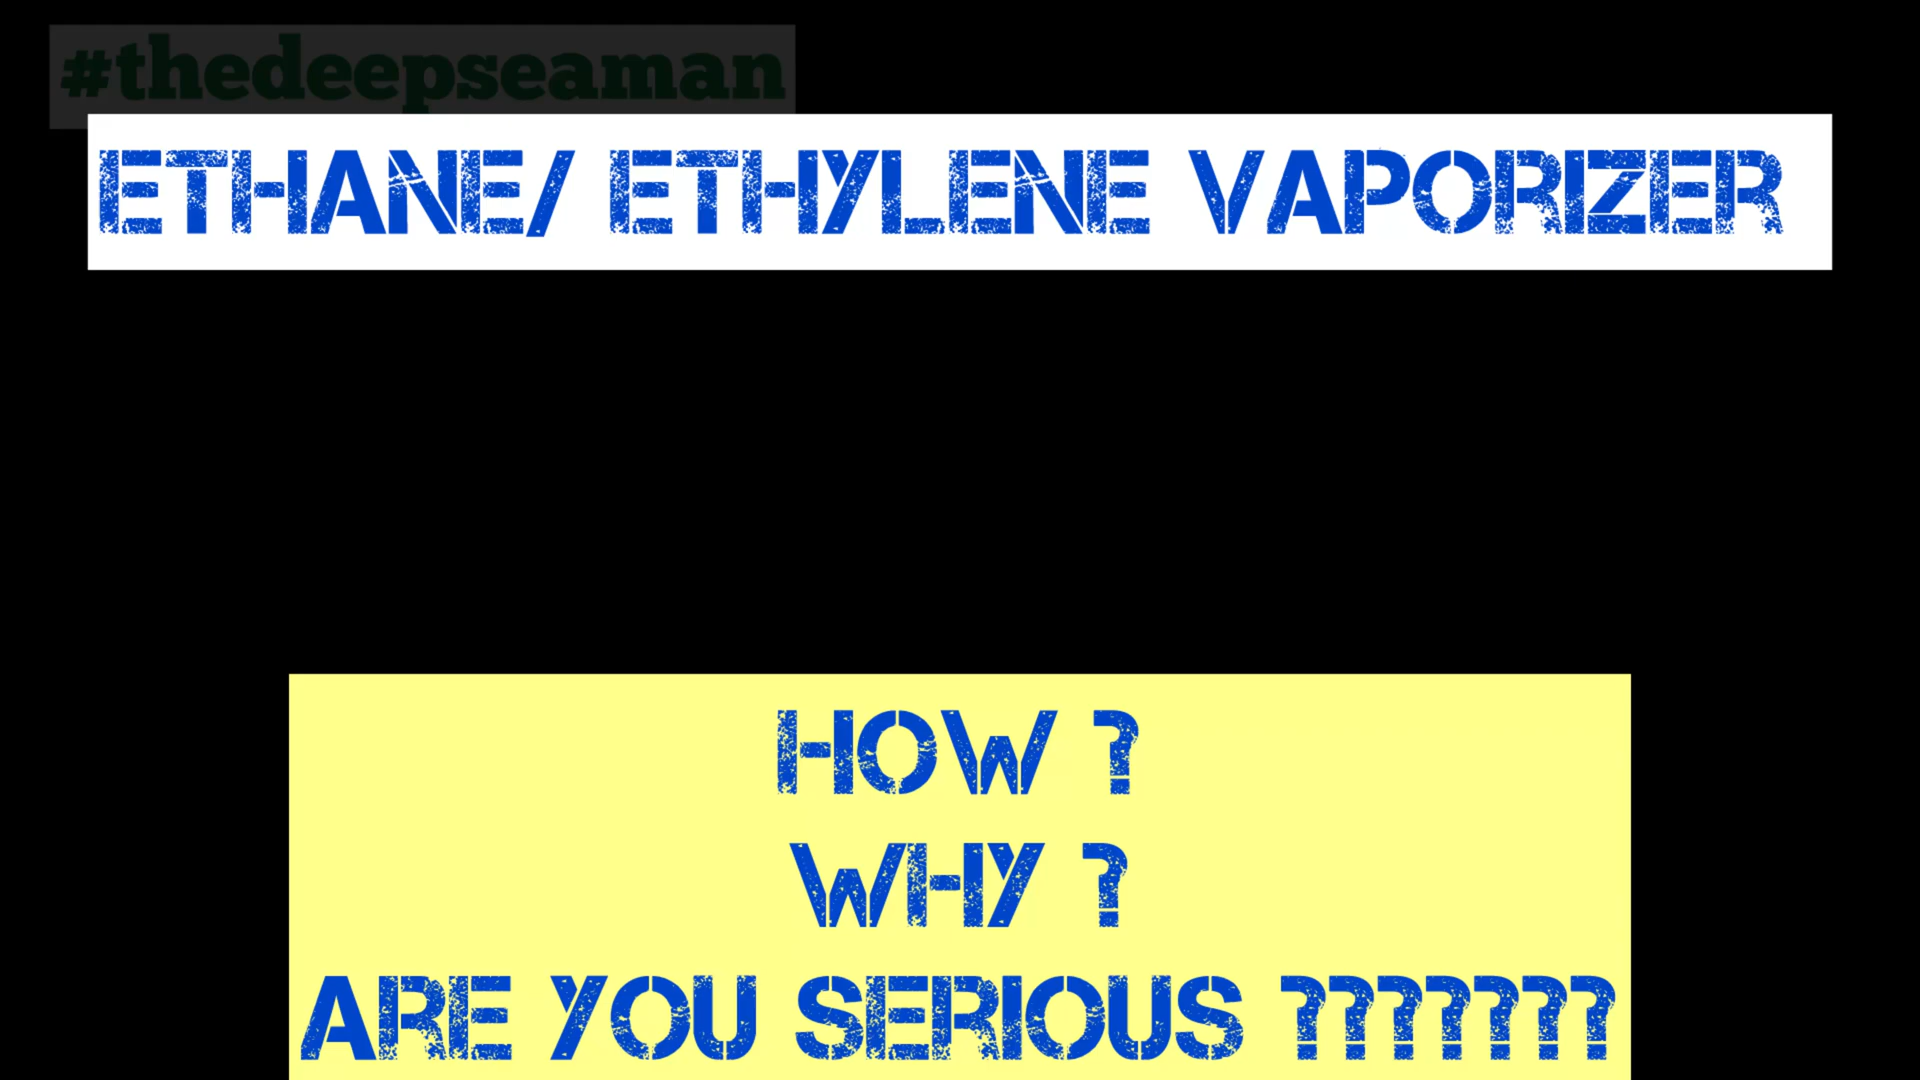 #thedeepseaman
ETHANE/ ETHYLENE VAPORIZER
HOW ?
WHY ?
ARE YOU SERIOUS ???????